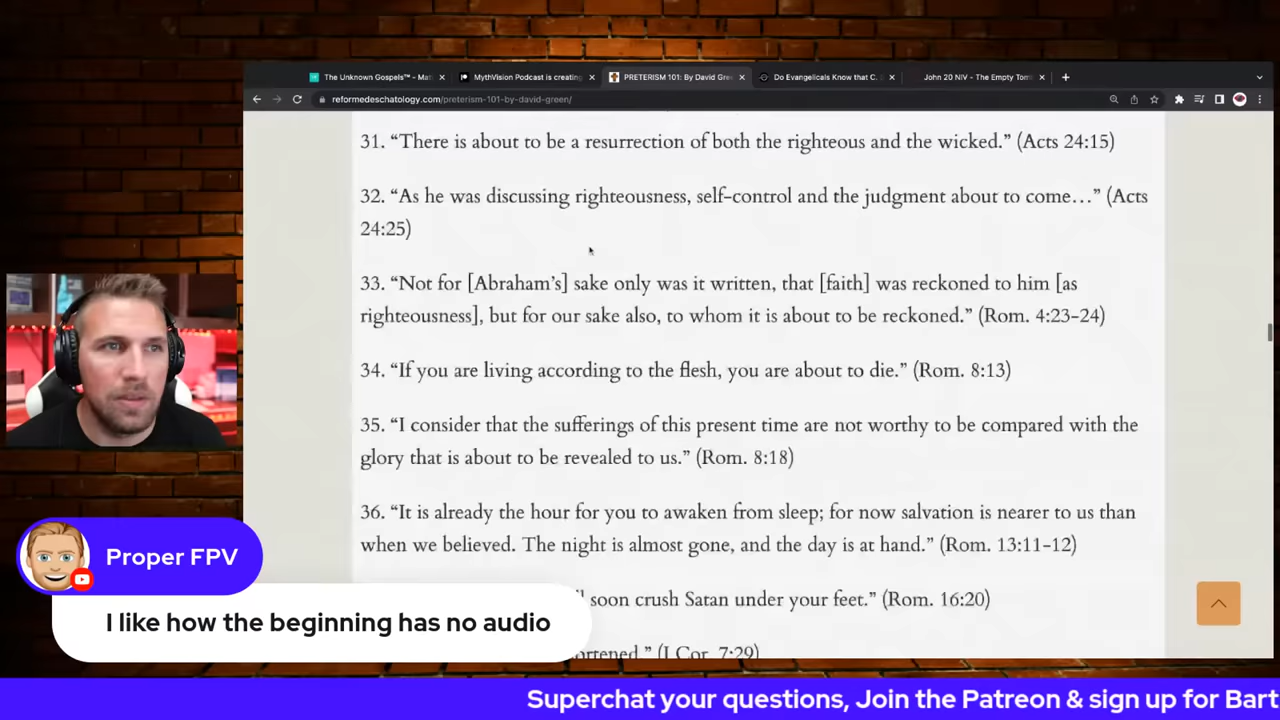 The Unknown Gospels™ - Mar
MythVision Podcast is creating
PRETERISM 101: By David Gre
Do Evangelicals Know that C.
John 20 NIV - The Empty Tom
reformedeschatology.com/preterism-101-by-david-green/
31. “There is about to be a resurrection of both the righteous and the wicked.” (Acts 24:15)
32. “As he was discussing righteousness, self-control and the judgment about to come…” (Acts
24:25)
33. “Not for [Abraham’s] sake only was it written, that [faith] was reckoned to him [as
righteousness], but for our sake also, to whom it is about to be reckoned.” (Rom. 4:23-24)
34. “If you are living according to the flesh, you are about to die.” (Rom. 8:13)
35. “I consider that the sufferings of this present time are not worthy to be compared with the
glory that is about to be revealed to us.” (Rom. 8:18)
36. “It is already the hour for you to awaken from sleep; for now salvation is nearer to us than
when we believed. The night is almost gone, and the day is at hand.” (Rom. 13:11-12)
soon crush Satan under your feet.” (Rom. 16:20)
ortened.” (I Cor. 7:29)
Proper FPV
I like how the beginning has no audio
Superchat your questions, Join the Patreon & sign up for Bart